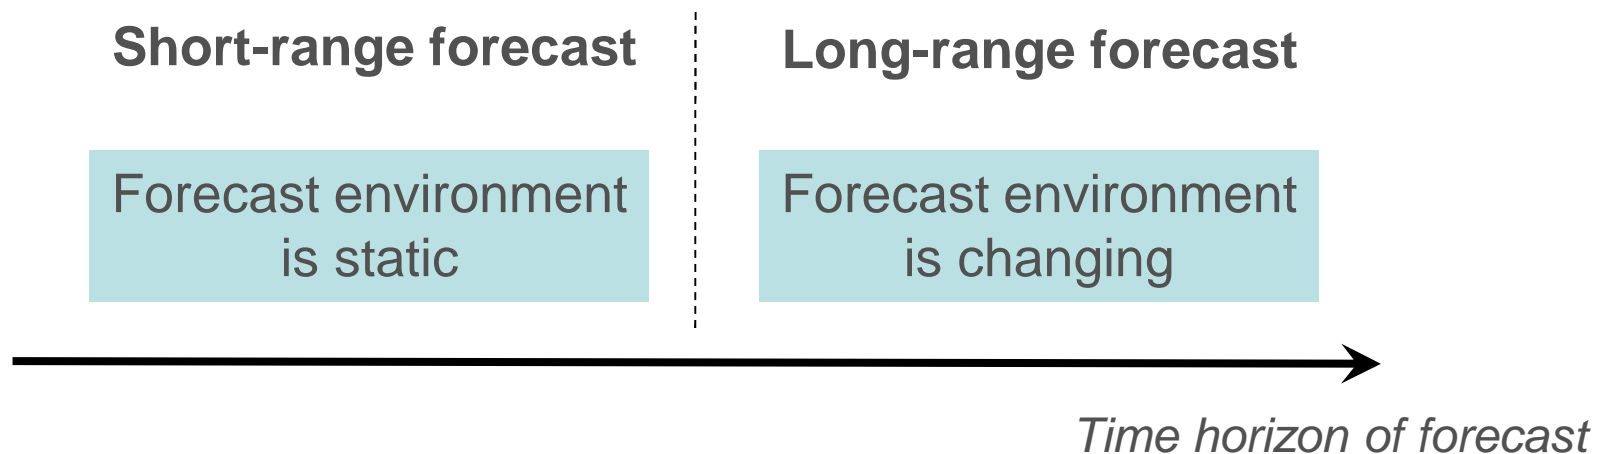 Short-range forecast
Long-range forecast
Forecast environment
is static
Forecast environment
is changing
Time horizon of forecast